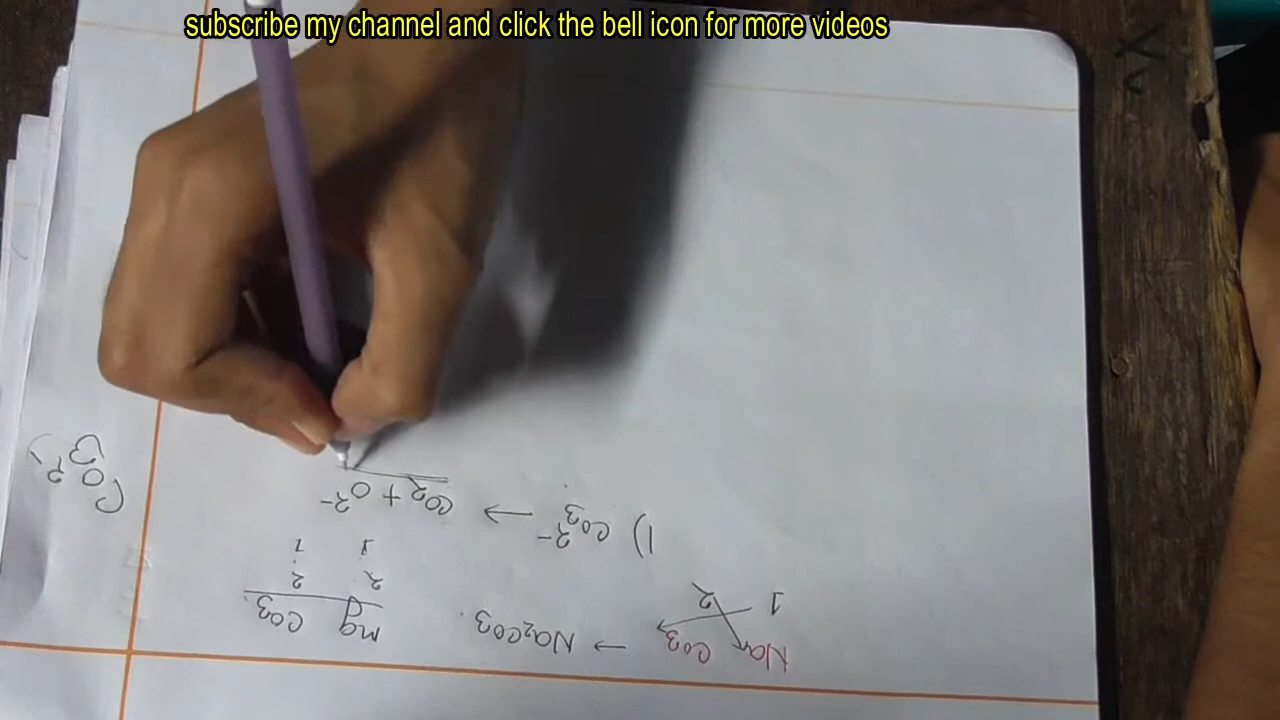 subscribe my channel and click the bell icon for more videos
Na CO3 → Na2CO3
1 2
mg CO3
2 2
1 1
1) CO3 2- → CO2 + O2-
CO3 2-